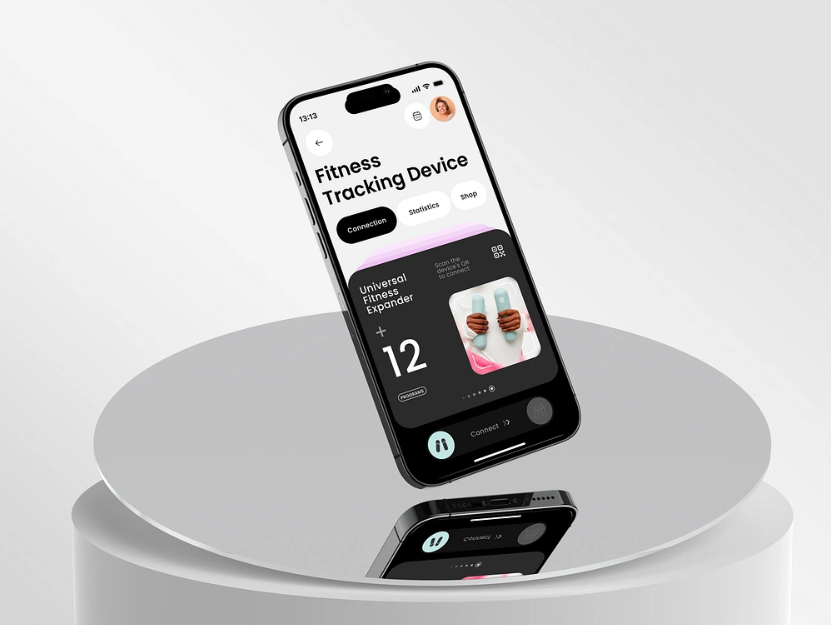 13:13
Fitness
Tracking Device
Connection
Statistics
Shop
Universal
Fitness
Expander
Scan the
device's QR
to connect
+
12
PROGRAMS
Connect
Connect